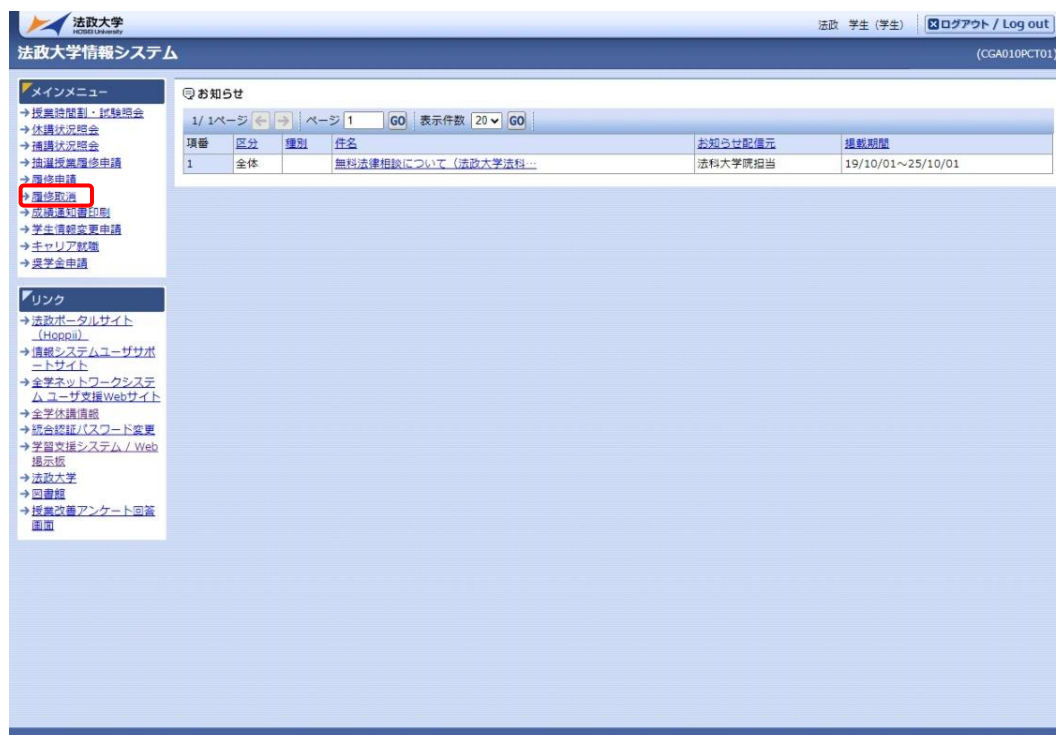 法政大学
HOSEI University
法政 学生 (学生)
ログアウト / Log out
法政大学情報システム
(CGA010PCT01)
メインメニュー
授業時間割・試験照会
休講状況照会
補講状況照会
抽選授業履修申請
履修申請
履修取消
成績通知書印刷
学生情報変更申請
キャリア就職
奨学金申請
お知らせ
1/ 1ページ ページ 1 GO 表示件数 20 GO
項番 区分 種別 件名 お知らせ配信元 掲載期間
1 全体 無料法律相談について（法政大学法科… 法科大学院担当 19/10/01～25/10/01
リンク
法政ポータルサイト
（Hoppii）
情報システムユーザサポ
ートサイト
全学ネットワークシステ
ム ユーザ支援Webサイト
全学休講情報
統合認証パスワード変更
学習支援システム / Web
掲示板
法政大学
図書館
授業改善アンケート回答
画面